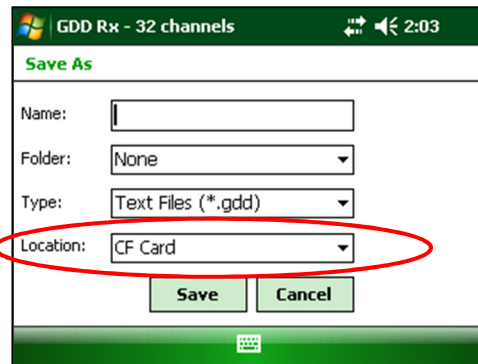 GDD Rx - 32 channels 2:03
Save As
Name:
Folder: None
Type: Text Files (*.gdd)
Location: CF Card
Save Cancel